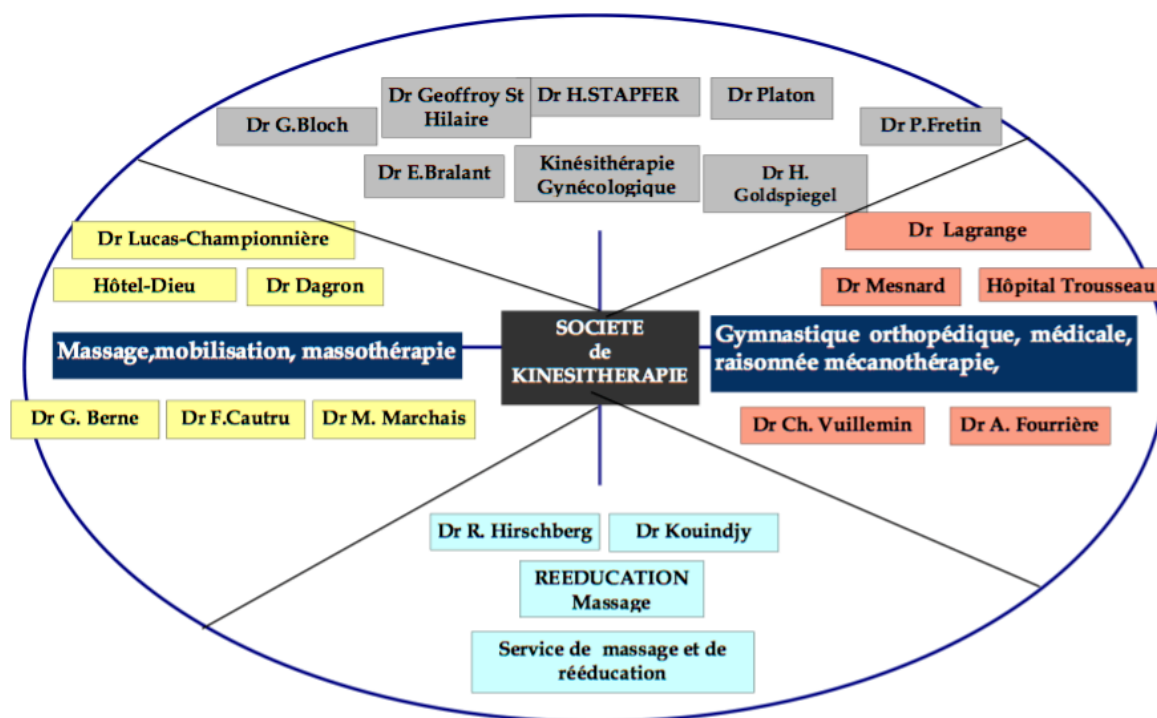 Dr Geoffroy St
Hilaire
Dr H.STAPFER
Dr Platon
Dr G.Bloch
Dr P.Fretin
Dr E.Bralant
Kinésithérapie
Gynécologique
Dr H.
Goldspiegel
Dr Lucas-Championnière
Dr Lagrange
Hôtel-Dieu
Dr Dagron
Dr Mesnard
Hôpital Trousseau
Massage,mobilisation, massothérapie
SOCIETE
de
KINESITHERAPIE
Gymnastique orthopédique, médicale,
raisonnée mécanothérapie,
Dr G. Berne
Dr F.Cautru
Dr M. Marchais
Dr Ch. Vuillemin
Dr A. Fourrière
Dr R. Hirschberg
Dr Kouindjy
REEDUCATION
Massage
Service de massage et de
rééducation